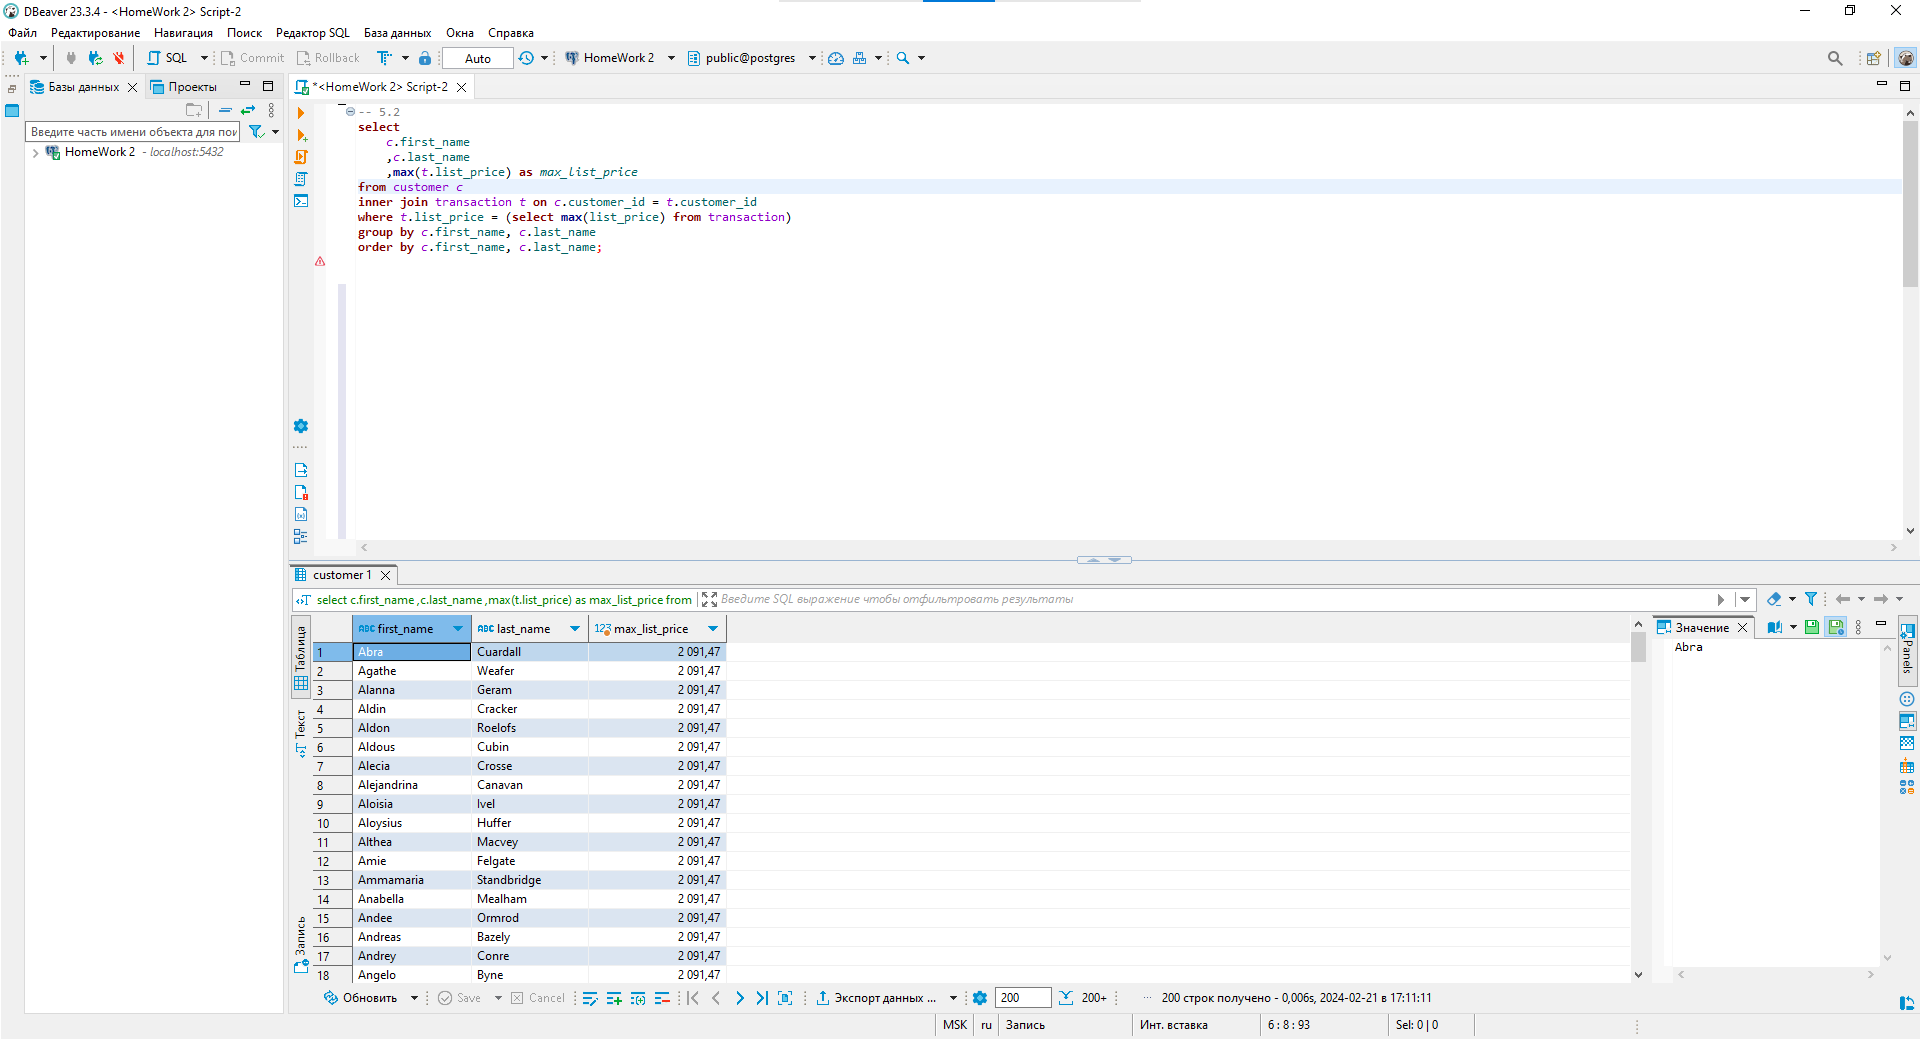 DBeaver 23.3.4 - <HomeWork 2> Script-2
Файл Редактирование Навигация Поиск Редактор SQL База данных Окна Справка
SQL Commit Rollback Auto HomeWork 2 public@postgres
Базы данных Проекты
*<HomeWork 2> Script-2
Введите часть имени объекта для пои
HomeWork 2 - localhost:5432
-- 5.2
select
c.first_name
,c.last_name
,max(t.list_price) as max_list_price
from customer c
inner join transaction t on c.customer_id = t.customer_id
where t.list_price = (select max(list_price) from transaction)
group by c.first_name, c.last_name
order by c.first_name, c.last_name;
customer 1
select c.first_name ,c.last_name ,max(t.list_price) as max_list_price from
Введите SQL выражение чтобы отфильтровать результаты
Таблица
Текст
Запись
ABC first_name ABC last_name 123 max_list_price
1 Abra Cuardall 2 091,47
2 Agathe Weafer 2 091,47
3 Alanna Geram 2 091,47
4 Aldin Cracker 2 091,47
5 Aldon Roelofs 2 091,47
6 Aldous Cubin 2 091,47
7 Alecia Crosse 2 091,47
8 Alejandrina Canavan 2 091,47
9 Aloisia Ivel 2 091,47
10 Aloysius Huffer 2 091,47
11 Althea Macvey 2 091,47
12 Amie Felgate 2 091,47
13 Ammamaria Standbridge 2 091,47
14 Anabella Mealham 2 091,47
15 Andee Ormrod 2 091,47
16 Andreas Bazely 2 091,47
17 Andrey Conre 2 091,47
18 Angelo Byne 2 091,47
Значение
Abra
Panels
Обновить Save Cancel Экспорт данных ... 200 200+ ... 200 строк получено - 0,006s, 2024-02-21 в 17:11:11
MSK ru Запись Инт. вставка 6 : 8 : 93 Sel: 0 | 0